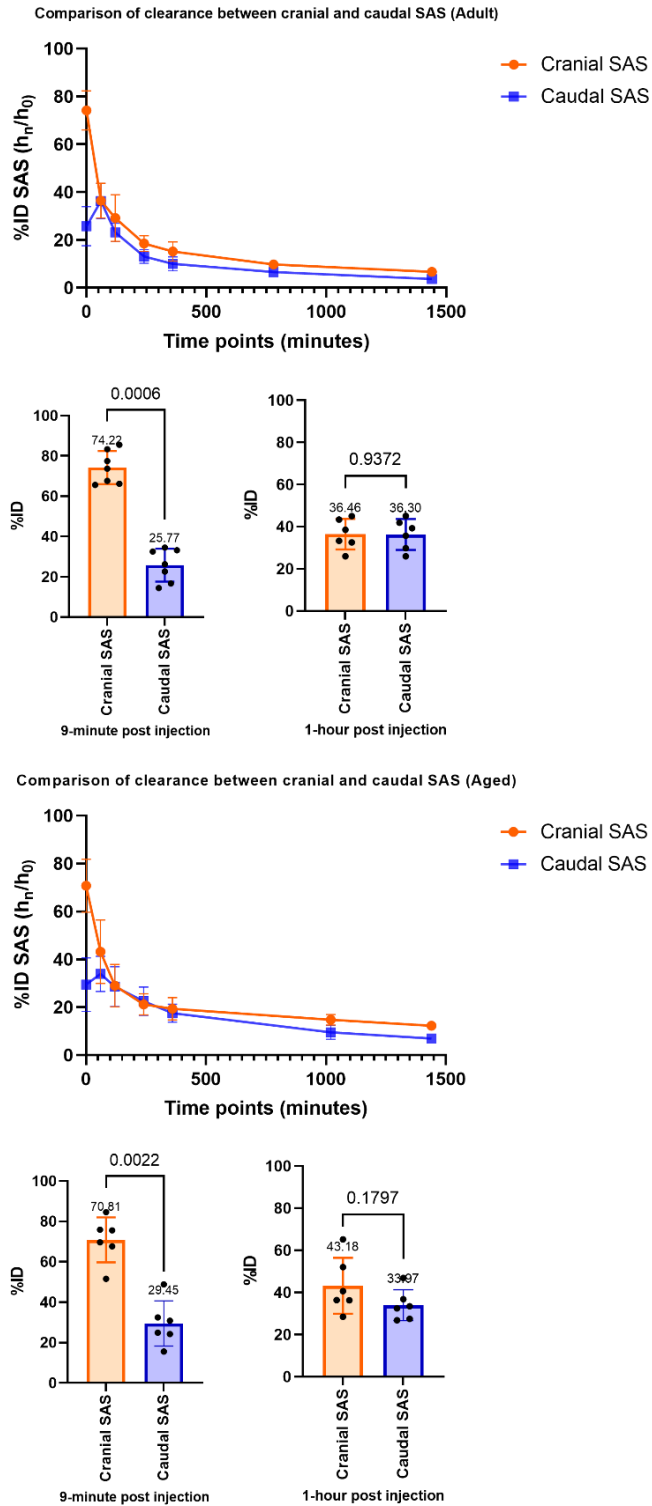 Comparison of clearance between cranial and caudal SAS (Adult)
%ID SAS (hn/h0)
100
80
60
40
20
0
0 500 1000 1500
Time points (minutes)
Cranial SAS
Caudal SAS
0.0006
%ID
100
80
60
40
20
0
74.22
25.77
Cranial SAS
Caudal SAS
9-minute post injection
0.9372
%ID
100
80
60
40
20
0
36.46
36.30
Cranial SAS
Caudal SAS
1-hour post injection
Comparison of clearance between cranial and caudal SAS (Aged)
%ID SAS (hn/h0)
100
80
60
40
20
0
0 500 1000 1500
Time points (minutes)
Cranial SAS
Caudal SAS
0.0022
%ID
100
80
60
40
20
0
70.81
29.45
Cranial SAS
Caudal SAS
9-minute post injection
0.1797
%ID
100
80
60
40
20
0
43.18
33.97
Cranial SAS
Caudal SAS
1-hour post injection